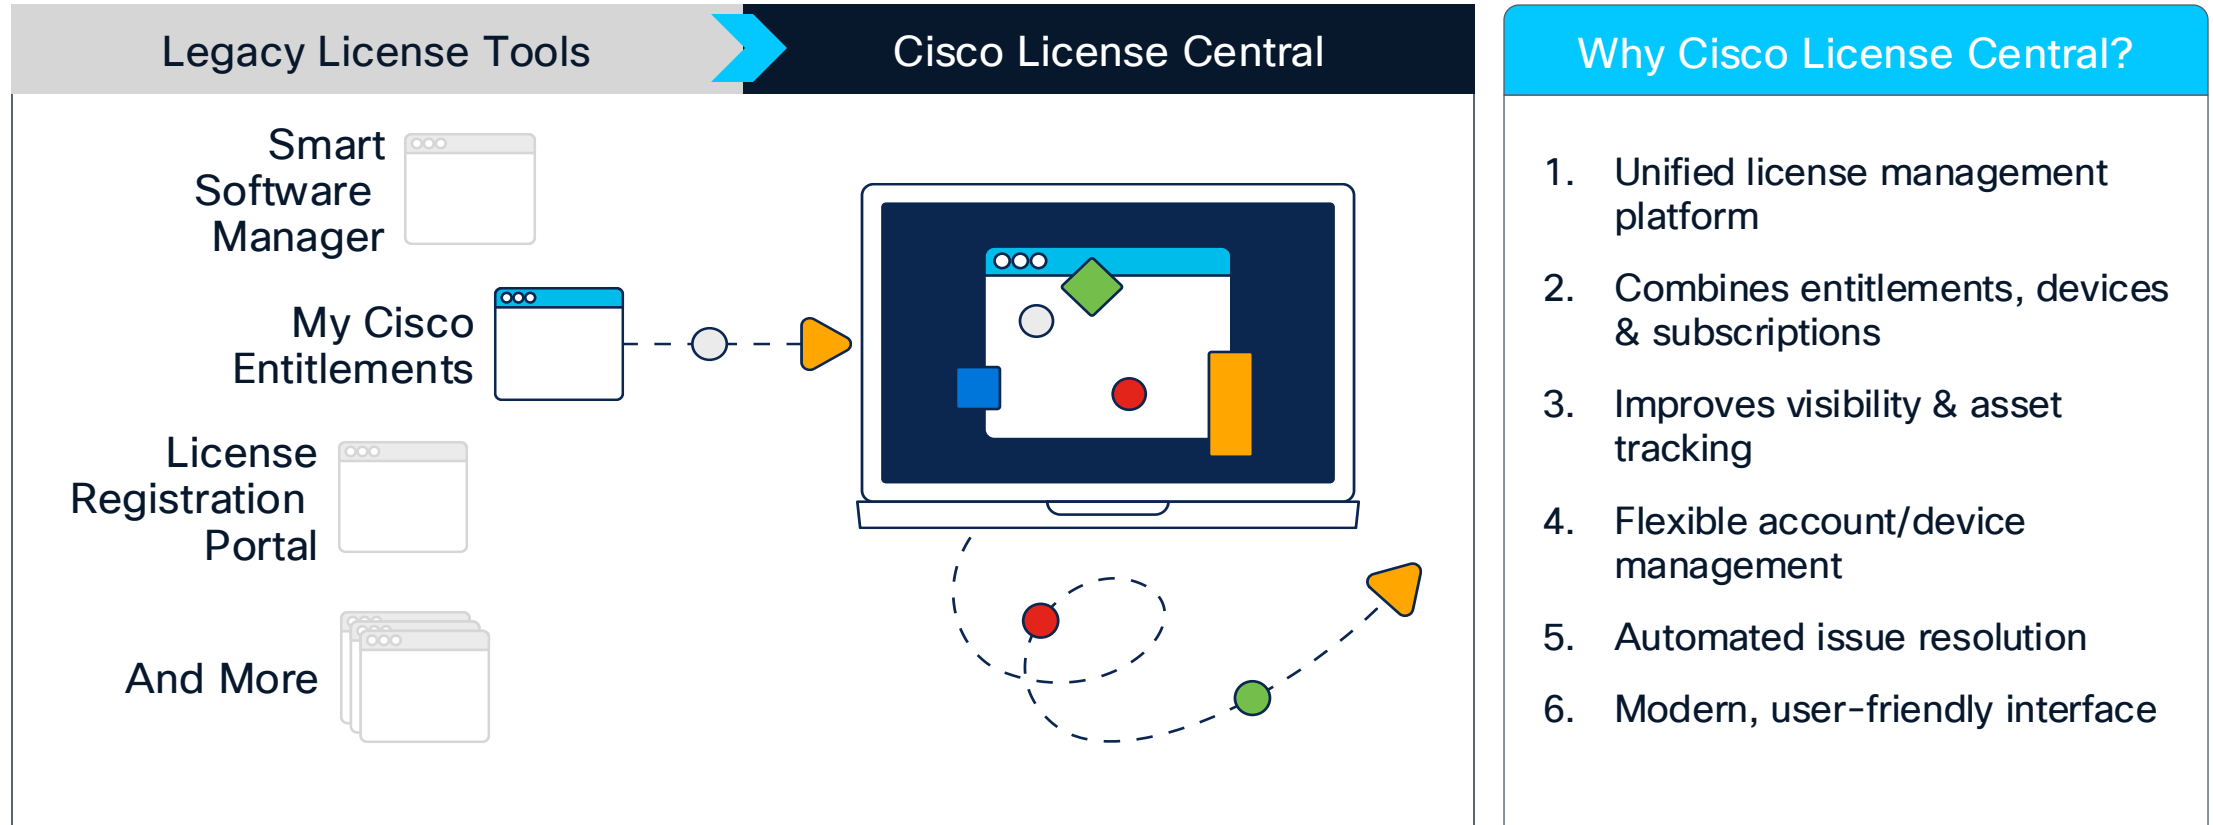 Legacy License Tools
Cisco License Central
Smart
Software
Manager
My Cisco
Entitlements
License
Registration
Portal
And More
Why Cisco License Central?
1. Unified license management
platform
2. Combines entitlements, devices
& subscriptions
3. Improves visibility & asset
tracking
4. Flexible account/device
management
5. Automated issue resolution
6. Modern, user-friendly interface